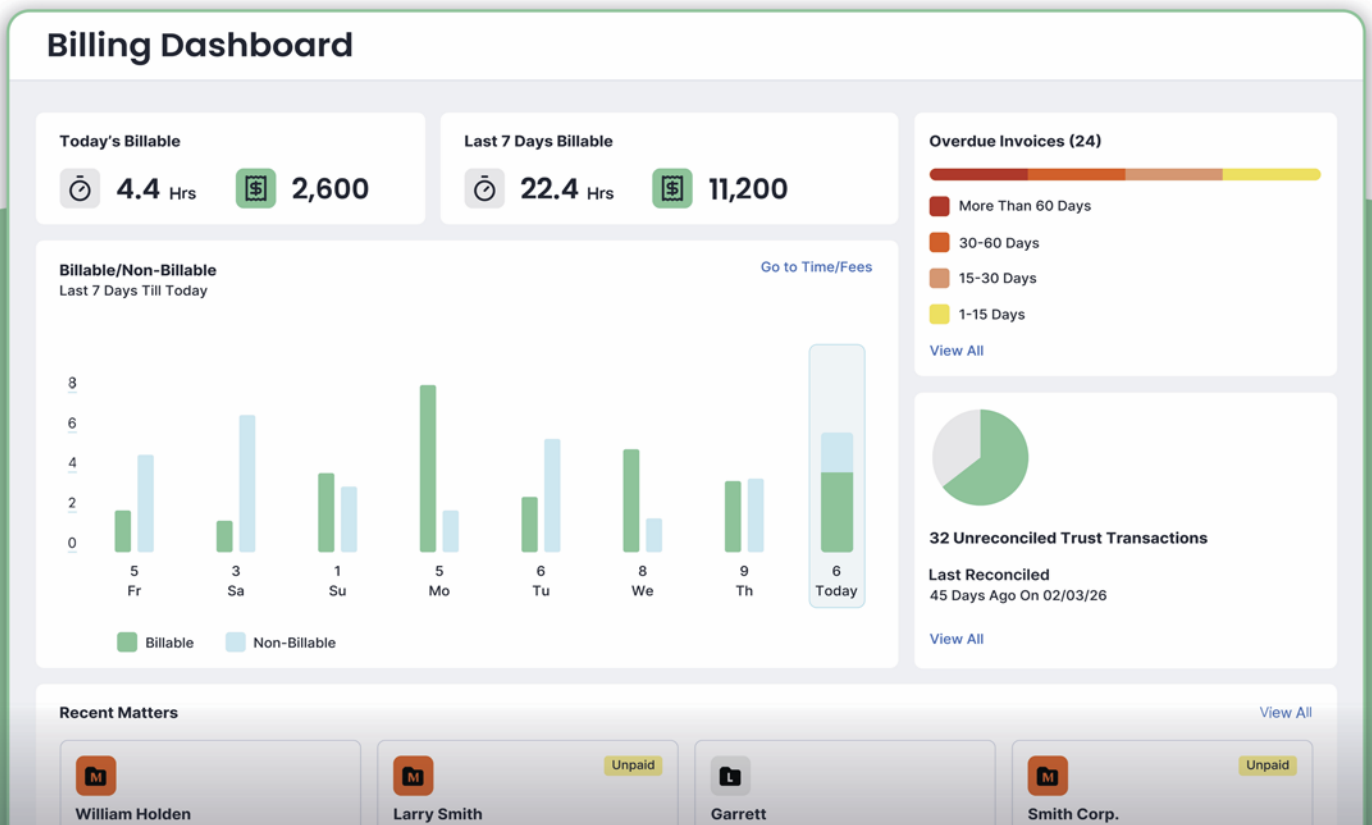 Billing Dashboard
Today's Billable
4.4 Hrs
$ 2,600
Last 7 Days Billable
22.4 Hrs
$ 11,200
Overdue Invoices (24)
More Than 60 Days
30-60 Days
15-30 Days
1-15 Days
View All
Billable/Non-Billable
Go to Time/Fees
Last 7 Days Till Today
8
6
4
2
0
5 3 1 5 6 8 9 6
Fr Sa Su Mo Tu We Th Today
Billable Non-Billable
32 Unreconciled Trust Transactions
Last Reconciled
45 Days Ago On 02/03/26
View All
Recent Matters
View All
M
William Holden
M Unpaid
Larry Smith
L
Garrett
M Unpaid
Smith Corp.